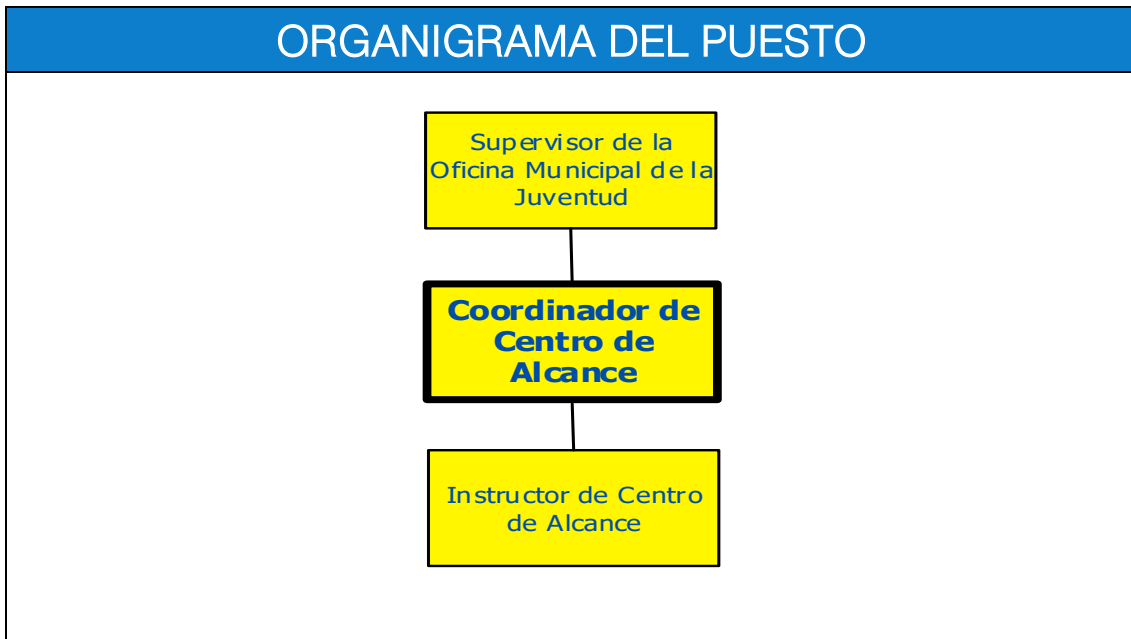 ORGANIGRAMA DEL PUESTO
Supervisor de la
Oficina Municipal de la
Juventud
Coordinador de
Centro de
Alcance
Instructor de Centro
de Alcance